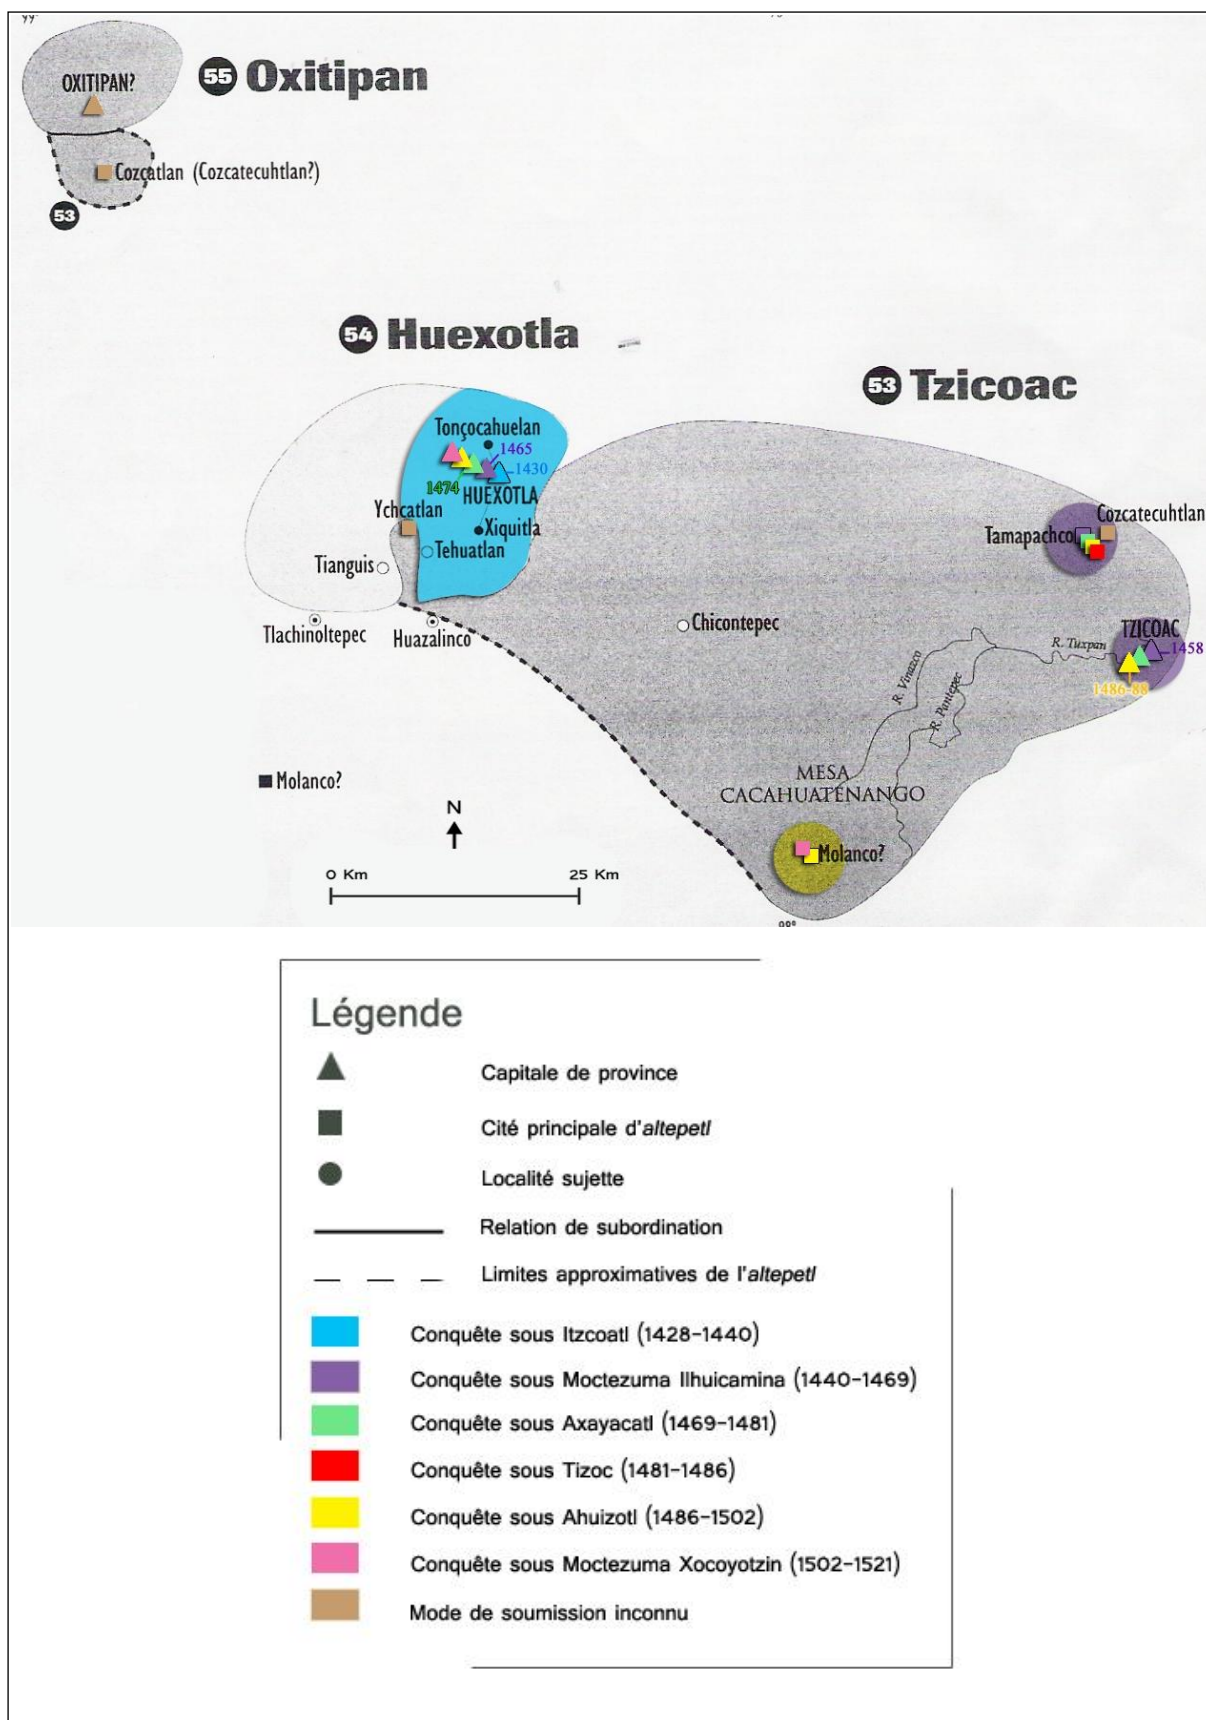 99°
55 Oxitipan
OXITIPAN?
Cozcatlan (Cozcatecuhtlan?)
53
54 Huexotla
53 Tzicoac
Tonçocahuelan
1465
1430
1474
HUEXOTLA
Ychcatlan
Xiquitla
Tehuatlan
Tianguis
Tlachinoltepec
Huazalinco
Cozcatecuhtlan
Tamapachco
Chicontepec
TZICOAC
R. Tuxpan
1458
1486-88
R. Vinazco
R. Pantepec
MESA
CACAHUATENANGO
Molanco?
N
Molanco?
0 Km
25 Km
98°
Légende
Capitale de province
Cité principale d'altepetl
Localité sujette
Relation de subordination
Limites approximatives de l'altepetl
Conquête sous Itzcoatl (1428-1440)
Conquête sous Moctezuma Ilhuicamina (1440-1469)
Conquête sous Axayacatl (1469-1481)
Conquête sous Tizoc (1481-1486)
Conquête sous Ahuizotl (1486-1502)
Conquête sous Moctezuma Xocoyotzin (1502-1521)
Mode de soumission inconnu